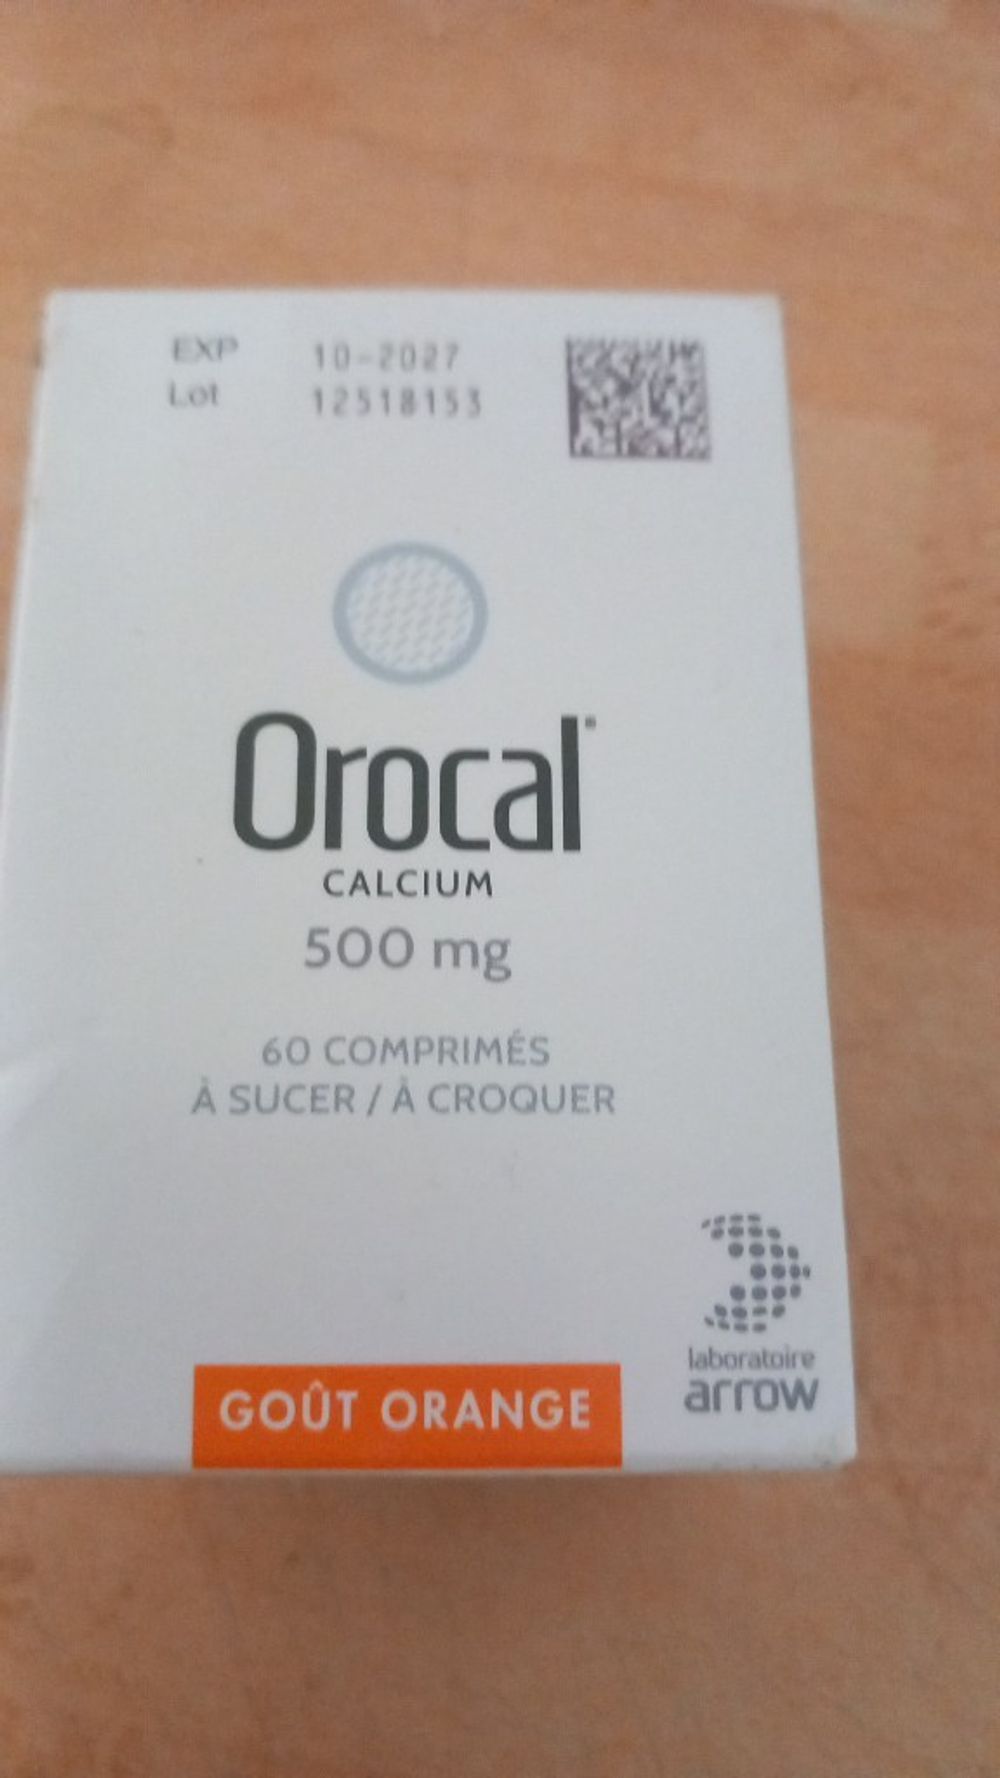 EXP 10-2027
Lot 12518153
Orocal®
CALCIUM
500 mg
60 COMPRIMÉS
À SUCER / À CROQUER
laboratoire
arrow
GOÛT ORANGE